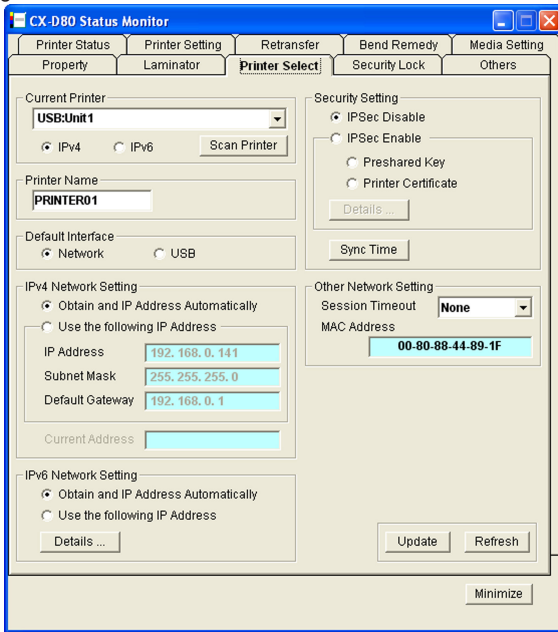 CX-D80 Status Monitor
Printer Status Printer Setting Retransfer Bend Remedy Media Setting
Property Laminator Printer Select Security Lock Others
Current Printer
USB:Unit1
IPv4 IPv6 Scan Printer
Printer Name
PRINTER01
Default Interface
Network USB
IPv4 Network Setting
Obtain and IP Address Automatically
Use the following IP Address
IP Address 192. 168. 0. 141
Subnet Mask 255. 255. 255. 0
Default Gateway 192. 168. 0. 1
Current Address
IPv6 Network Setting
Obtain and IP Address Automatically
Use the following IP Address
Details ...
Security Setting
IPSec Disable
IPSec Enable
Preshared Key
Printer Certificate
Details ...
Sync Time
Other Network Setting
Session Timeout None
MAC Address
00-80-88-44-89-1F
Update Refresh
Minimize